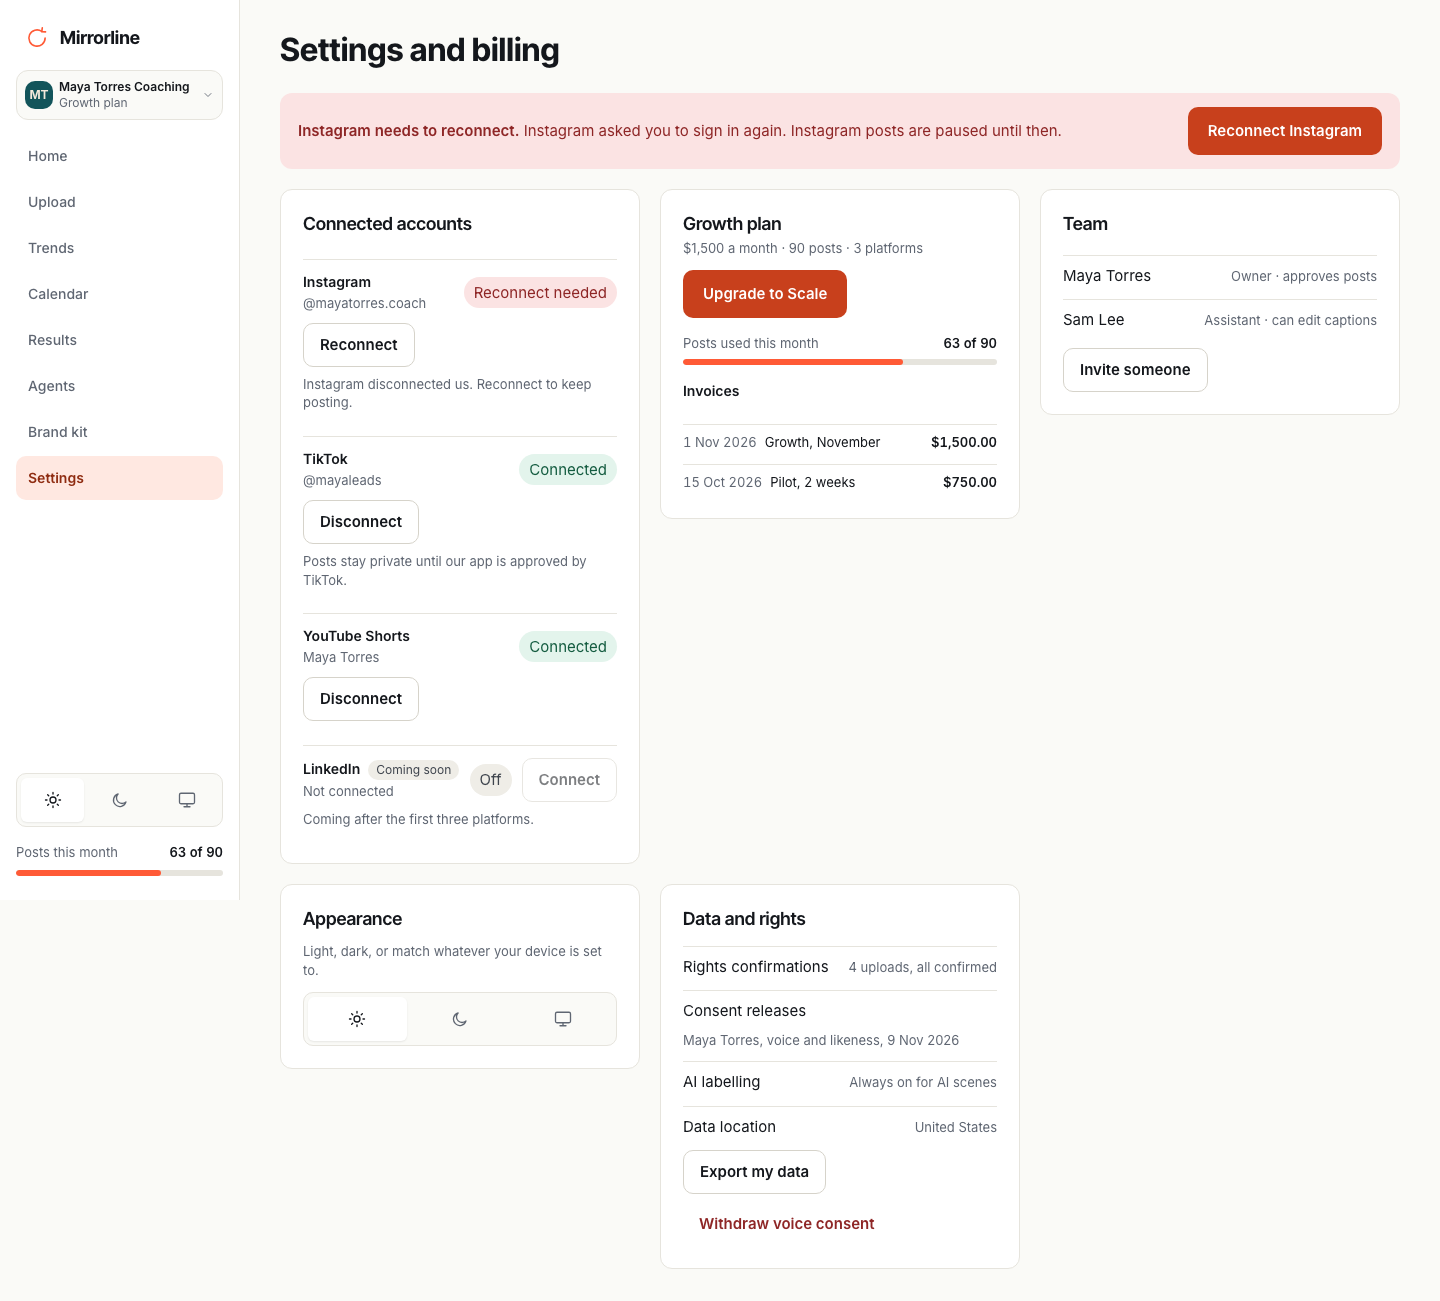 Mirrorline
MT
Maya Torres Coaching
Growth plan
Home
Upload
Trends
Calendar
Results
Agents
Brand kit
Settings
Posts this month
63 of 90
Settings and billing
Instagram needs to reconnect. Instagram asked you to sign in again. Instagram posts are paused until then.
Reconnect Instagram
Connected accounts
Instagram
@mayatorres.coach
Reconnect needed
Reconnect
Instagram disconnected us. Reconnect to keep
posting.
TikTok
@mayaleads
Connected
Disconnect
Posts stay private until our app is approved by
TikTok.
YouTube Shorts
Maya Torres
Connected
Disconnect
LinkedIn
Coming soon
Not connected
Off
Connect
Coming after the first three platforms.
Growth plan
$1,500 a month · 90 posts · 3 platforms
Upgrade to Scale
Posts used this month
63 of 90
Invoices
1 Nov 2026 Growth, November $1,500.00
15 Oct 2026 Pilot, 2 weeks $750.00
Team
Maya Torres
Owner · approves posts
Sam Lee
Assistant · can edit captions
Invite someone
Appearance
Light, dark, or match whatever your device is set
to.
Data and rights
Rights confirmations
4 uploads, all confirmed
Consent releases
Maya Torres, voice and likeness, 9 Nov 2026
AI labelling
Always on for AI scenes
Data location
United States
Export my data
Withdraw voice consent